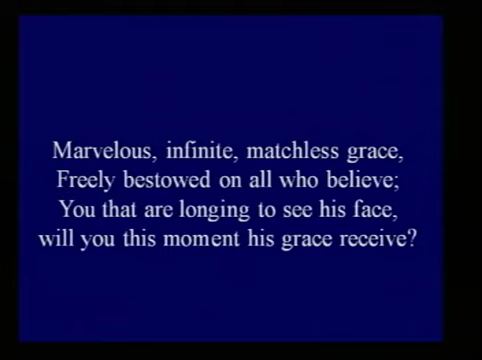 Marvelous, infinite, matchless grace,
Freely bestowed on all who believe;
You that are longing to see his face,
will you this moment his grace receive?